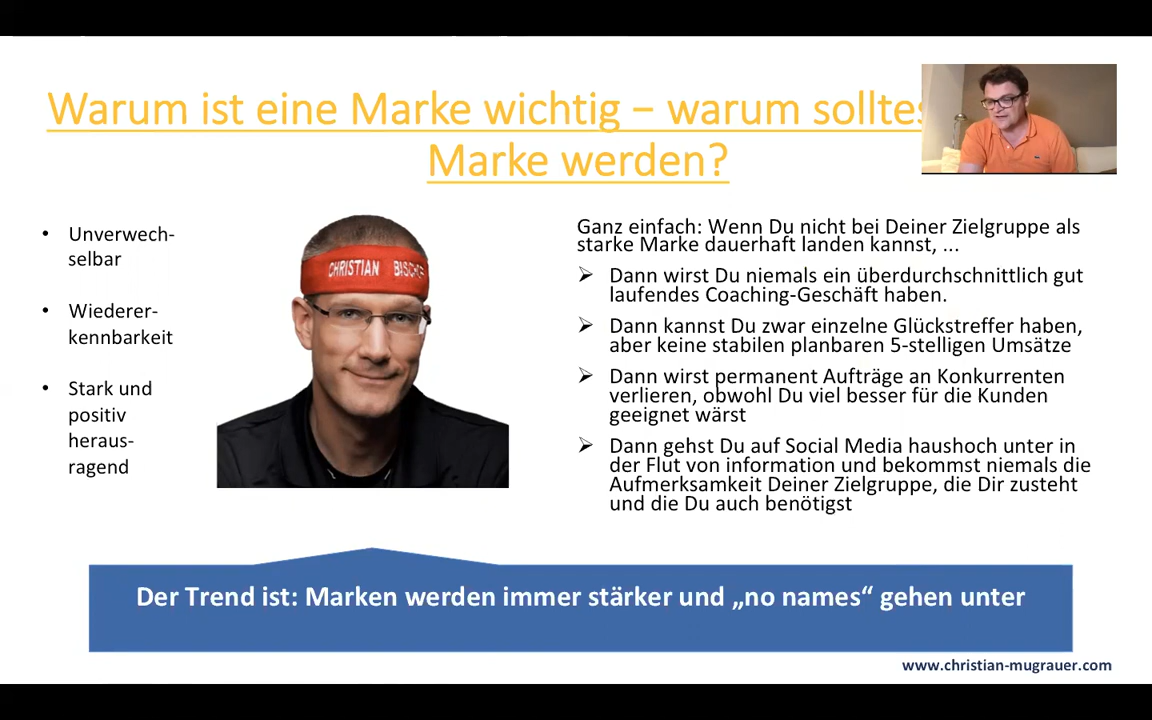 Warum ist eine Marke wichtig – warum solltes
Marke werden?
• Unverwech-
selbar
• Wiederer-
kennbarkeit
• Stark und
positiv
heraus-
ragend
CHRISTIAN BISCHOF
Ganz einfach: Wenn Du nicht bei Deiner Zielgruppe als
starke Marke dauerhaft landen kannst, ...
➢ Dann wirst Du niemals ein überdurchschnittlich gut
laufendes Coaching-Geschäft haben.
➢ Dann kannst Du zwar einzelne Glückstreffer haben,
aber keine stabilen planbaren 5-stelligen Umsätze
➢ Dann wirst permanent Aufträge an Konkurrenten
verlieren, obwohl Du viel besser für die Kunden
geeignet wärst
➢ Dann gehst Du auf Social Media haushoch unter in
der Flut von information und bekommst niemals die
Aufmerksamkeit Deiner Zielgruppe, die Dir zusteht
und die Du auch benötigst
Der Trend ist: Marken werden immer stärker und „no names“ gehen unter
www.christian-mugrauer.com